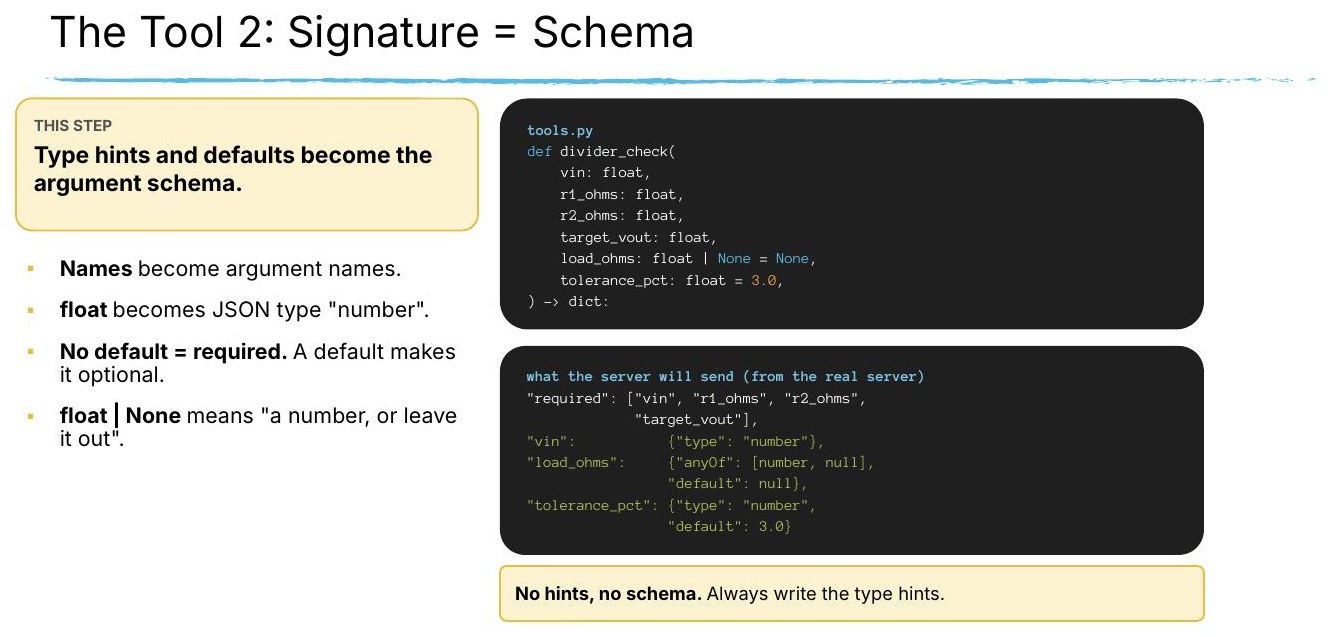 The Tool 2: Signature = Schema
THIS STEP
Type hints and defaults become the
argument schema.
▪ Names become argument names.
▪ float becomes JSON type "number".
▪ No default = required. A default makes
it optional.
▪ float | None means "a number, or leave
it out".
tools.py
def divider_check(
    vin: float,
    r1_ohms: float,
    r2_ohms: float,
    target_vout: float,
    load_ohms: float | None = None,
    tolerance_pct: float = 3.0,
) -> dict:
what the server will send (from the real server)
"required": ["vin", "r1_ohms", "r2_ohms",
             "target_vout"],
"vin":           {"type": "number"},
"load_ohms":     {"anyOf": [number, null],
                 "default": null},
"tolerance_pct": {"type": "number",
                 "default": 3.0}
No hints, no schema. Always write the type hints.